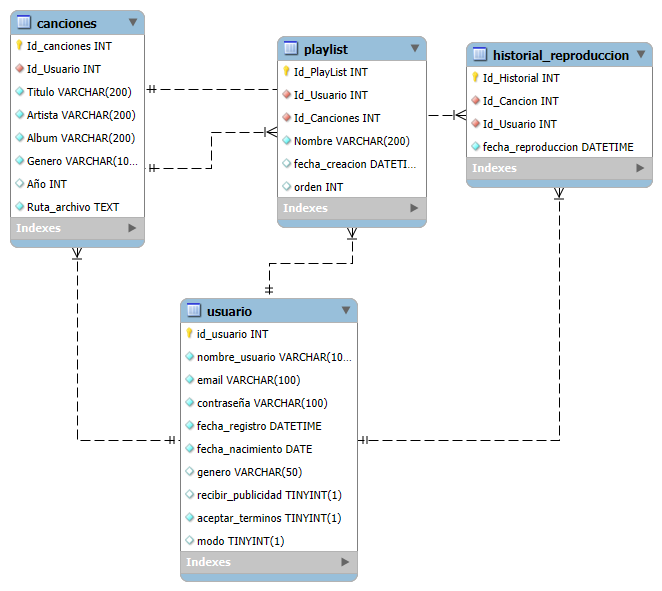 canciones
Id_canciones INT
Id_Usuario INT
Titulo VARCHAR(200)
Artista VARCHAR(200)
Album VARCHAR(200)
Genero VARCHAR(10...
Año INT
Ruta_archivo TEXT
Indexes
playlist
Id_PlayList INT
Id_Usuario INT
Id_Canciones INT
Nombre VARCHAR(200)
fecha_creacion DATETI...
orden INT
Indexes
historial_reproduccion
Id_Historial INT
Id_Cancion INT
Id_Usuario INT
fecha_reproduccion DATETIME
Indexes
usuario
id_usuario INT
nombre_usuario VARCHAR(10...
email VARCHAR(100)
contraseña VARCHAR(100)
fecha_registro DATETIME
fecha_nacimiento DATE
genero VARCHAR(50)
recibir_publicidad TINYINT(1)
aceptar_terminos TINYINT(1)
modo TINYINT(1)
Indexes